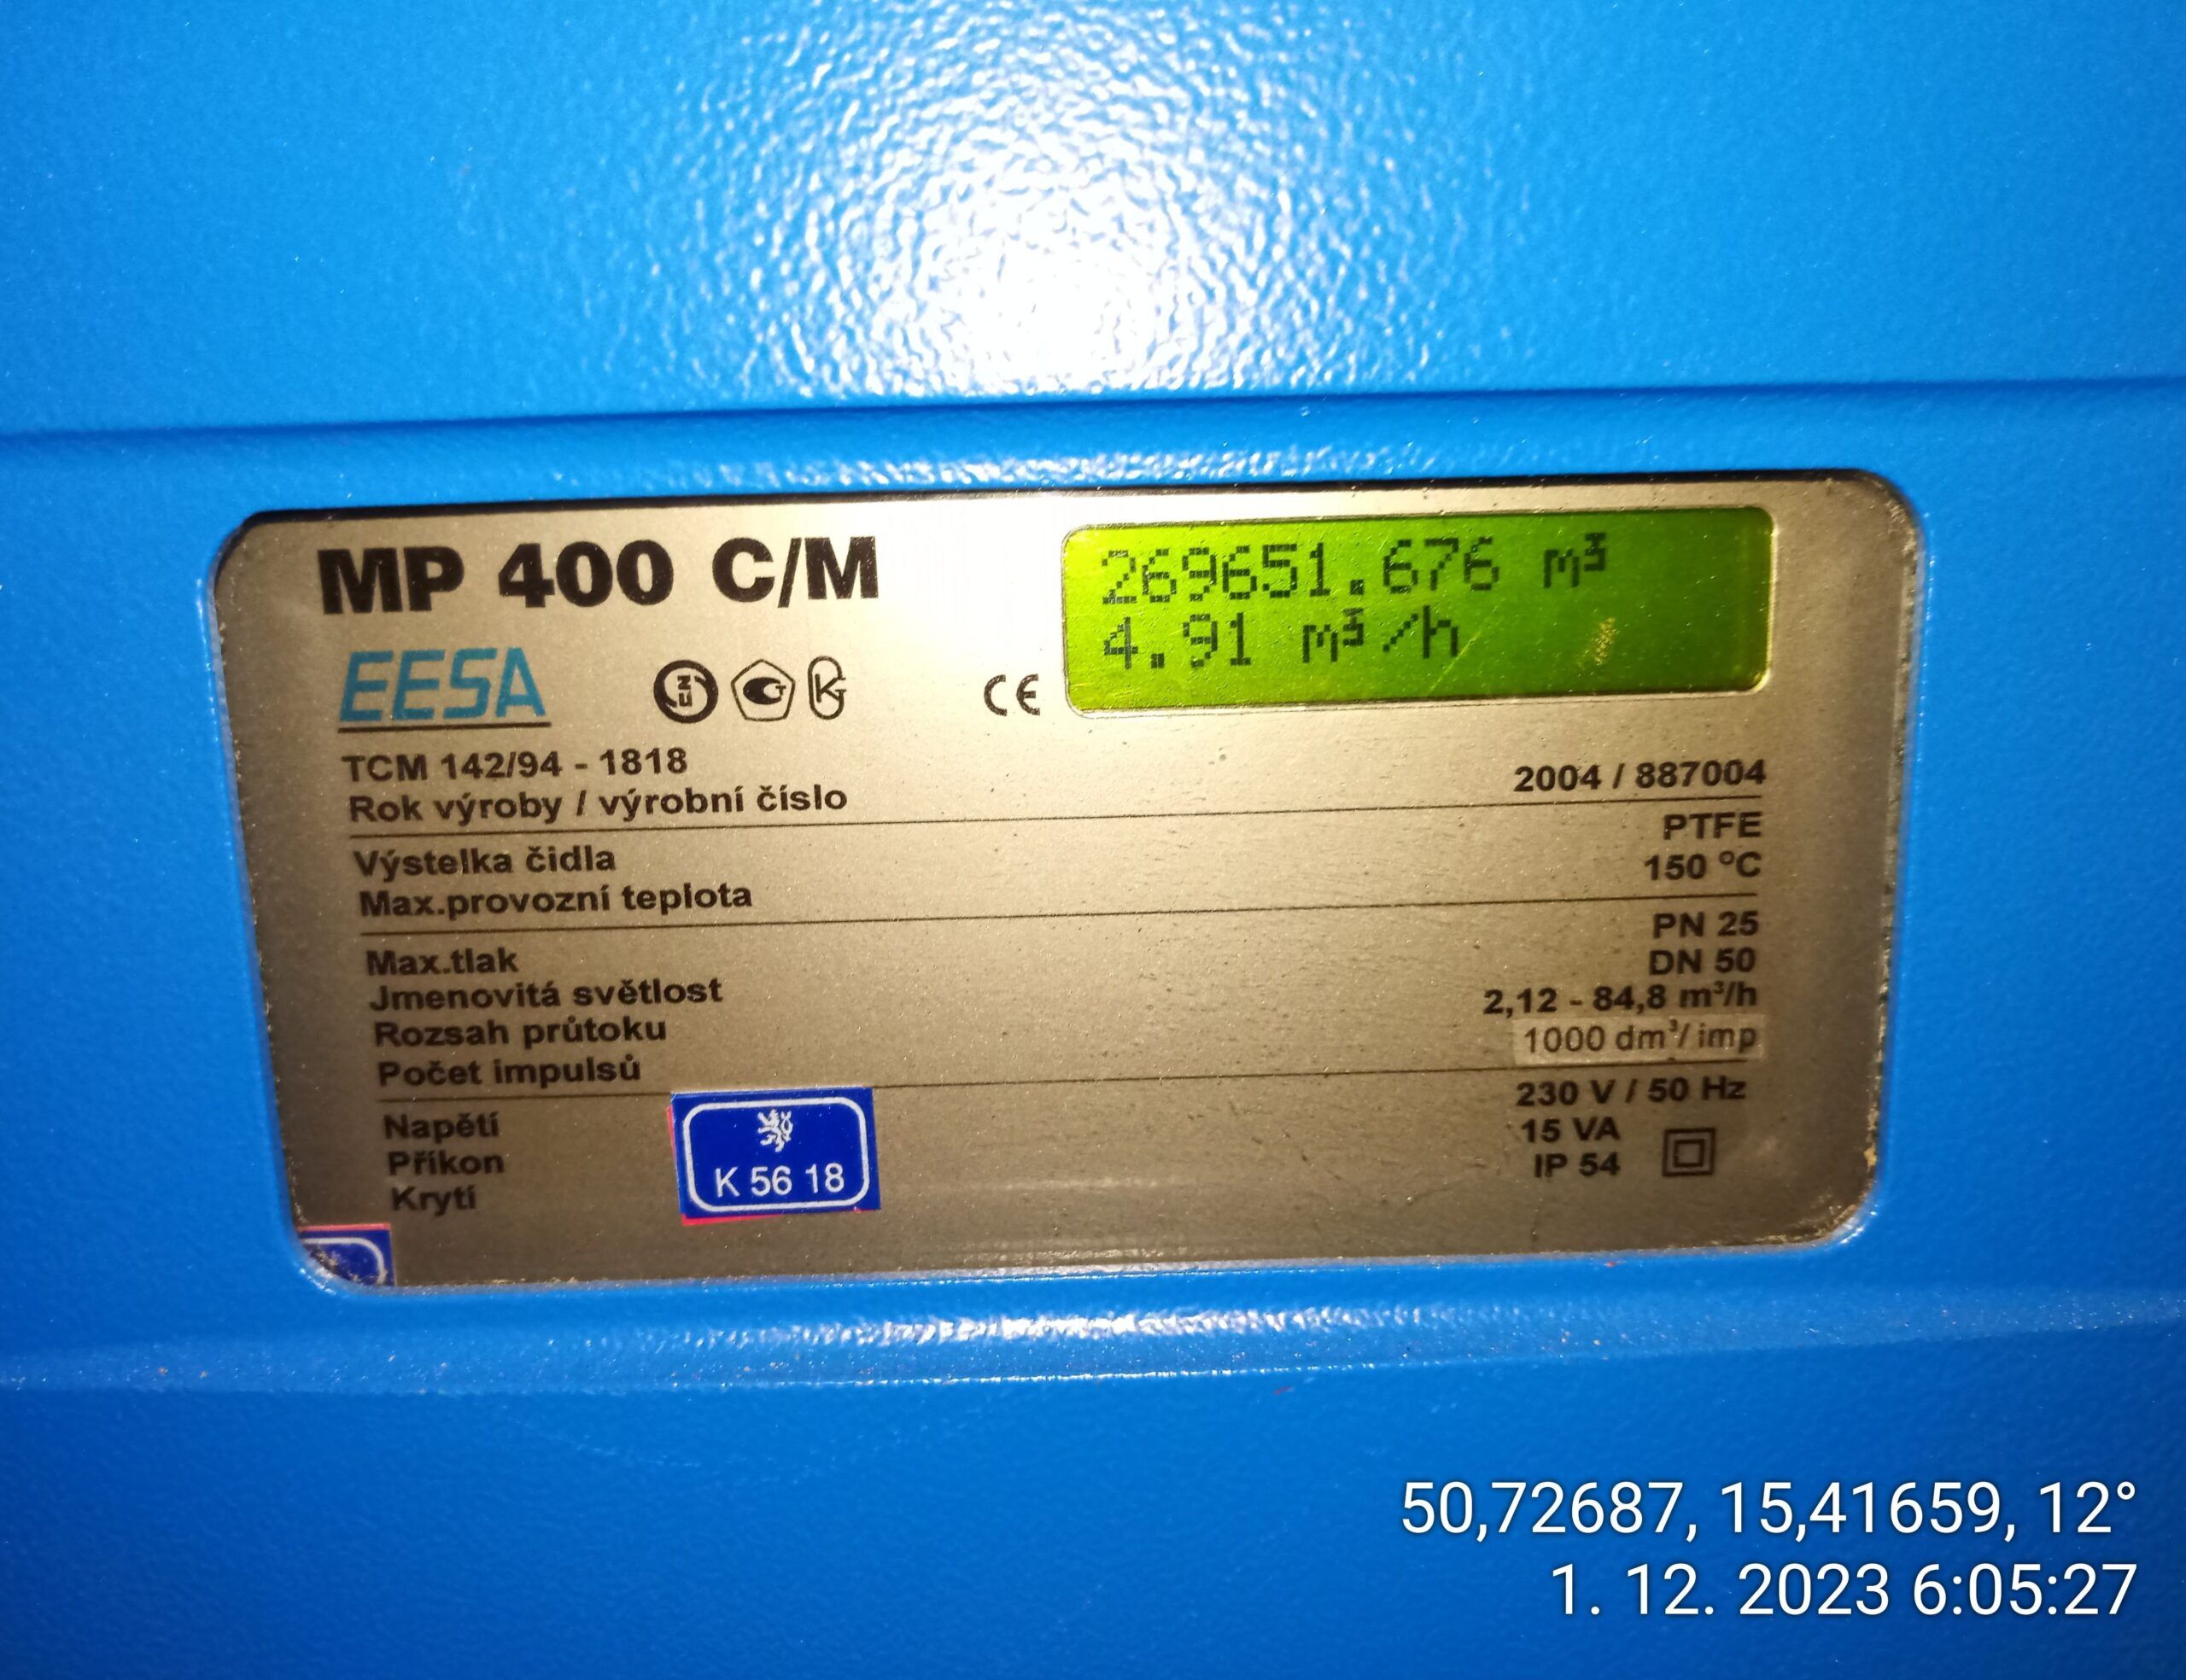 MP 400 C/M
269651.676 m³
4.91 m³/h
EESA
CE
TCM 142/94 - 1818
Rok výroby / výrobní číslo
2004 / 887004
Výstelka čidla
PTFE
Max.provozní teplota
150 °C
Max.tlak
PN 25
Jmenovitá světlost
DN 50
Rozsah průtoku
2,12 - 84,8 m³/h
Počet impulsů
1000 dm³/ imp
Napětí
230 V / 50 Hz
Příkon
15 VA
Krytí
IP 54
K 56 18
50,72687, 15,41659, 12°
1. 12. 2023 6:05:27